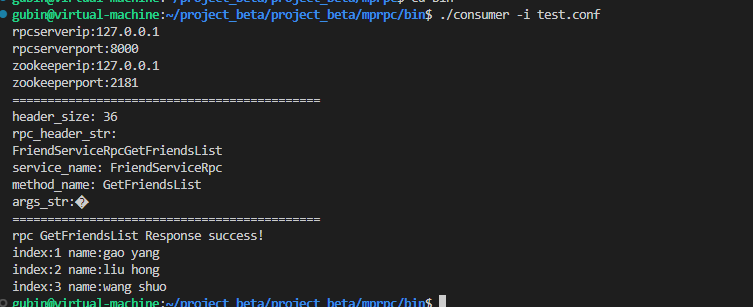 gubin@virtual-machine:~/project_beta/project_beta/mprpc$ cd bin
gubin@virtual-machine:~/project_beta/project_beta/mprpc/bin$ ./consumer -i test.conf
rpcserverip:127.0.0.1
rpcserverport:8000
zookeeperip:127.0.0.1
zookeeperport:2181
============================================
header_size: 36
rpc_header_str:
FriendServiceRpcGetFriendsList
service_name: FriendServiceRpc
method_name: GetFriendsList
args_str:�
============================================
rpc GetFriendsList Response success!
index:1 name:gao yang
index:2 name:liu hong
index:3 name:wang shuo
gubin@virtual-machine:~/project_beta/project_beta/mprpc/bin$